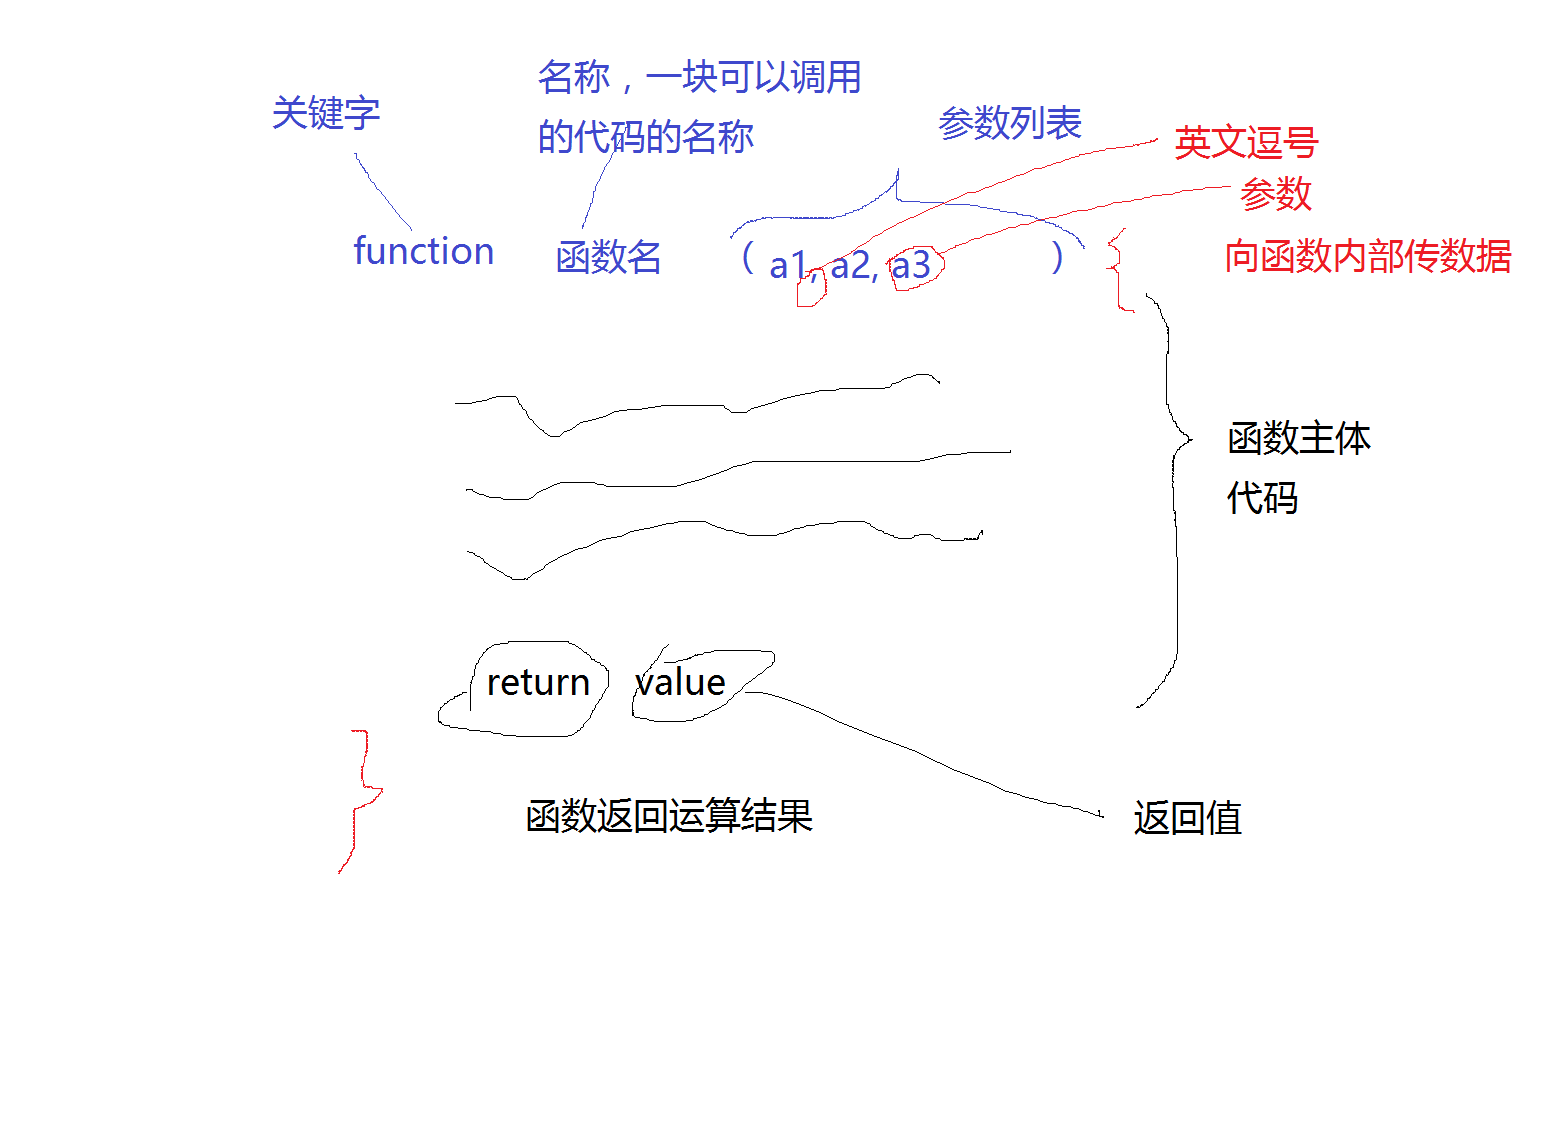 名称，一块可以调用
的代码的名称
关键字
参数列表
英文逗号
参数
function 函数名 （ a1, a2, a3 ） {
向函数内部传数据
函数主体
代码
return value
}
函数返回运算结果
返回值